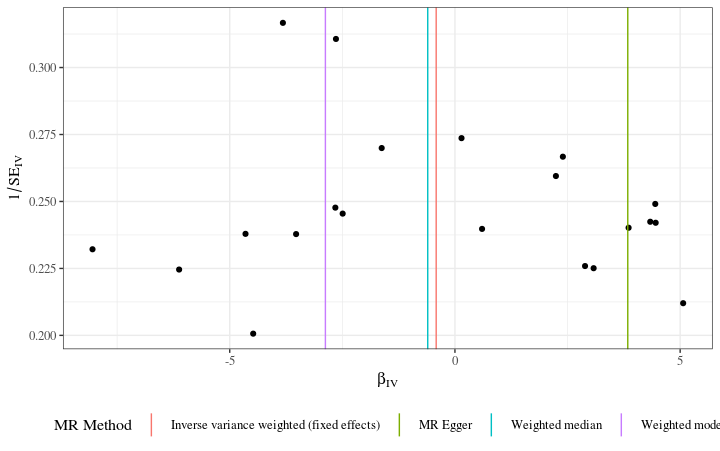 0.300
0.275
0.250
0.225
0.200
1/SE_IV
-5 0 5
β_IV
MR Method Inverse variance weighted (fixed effects) MR Egger Weighted median Weighted mode